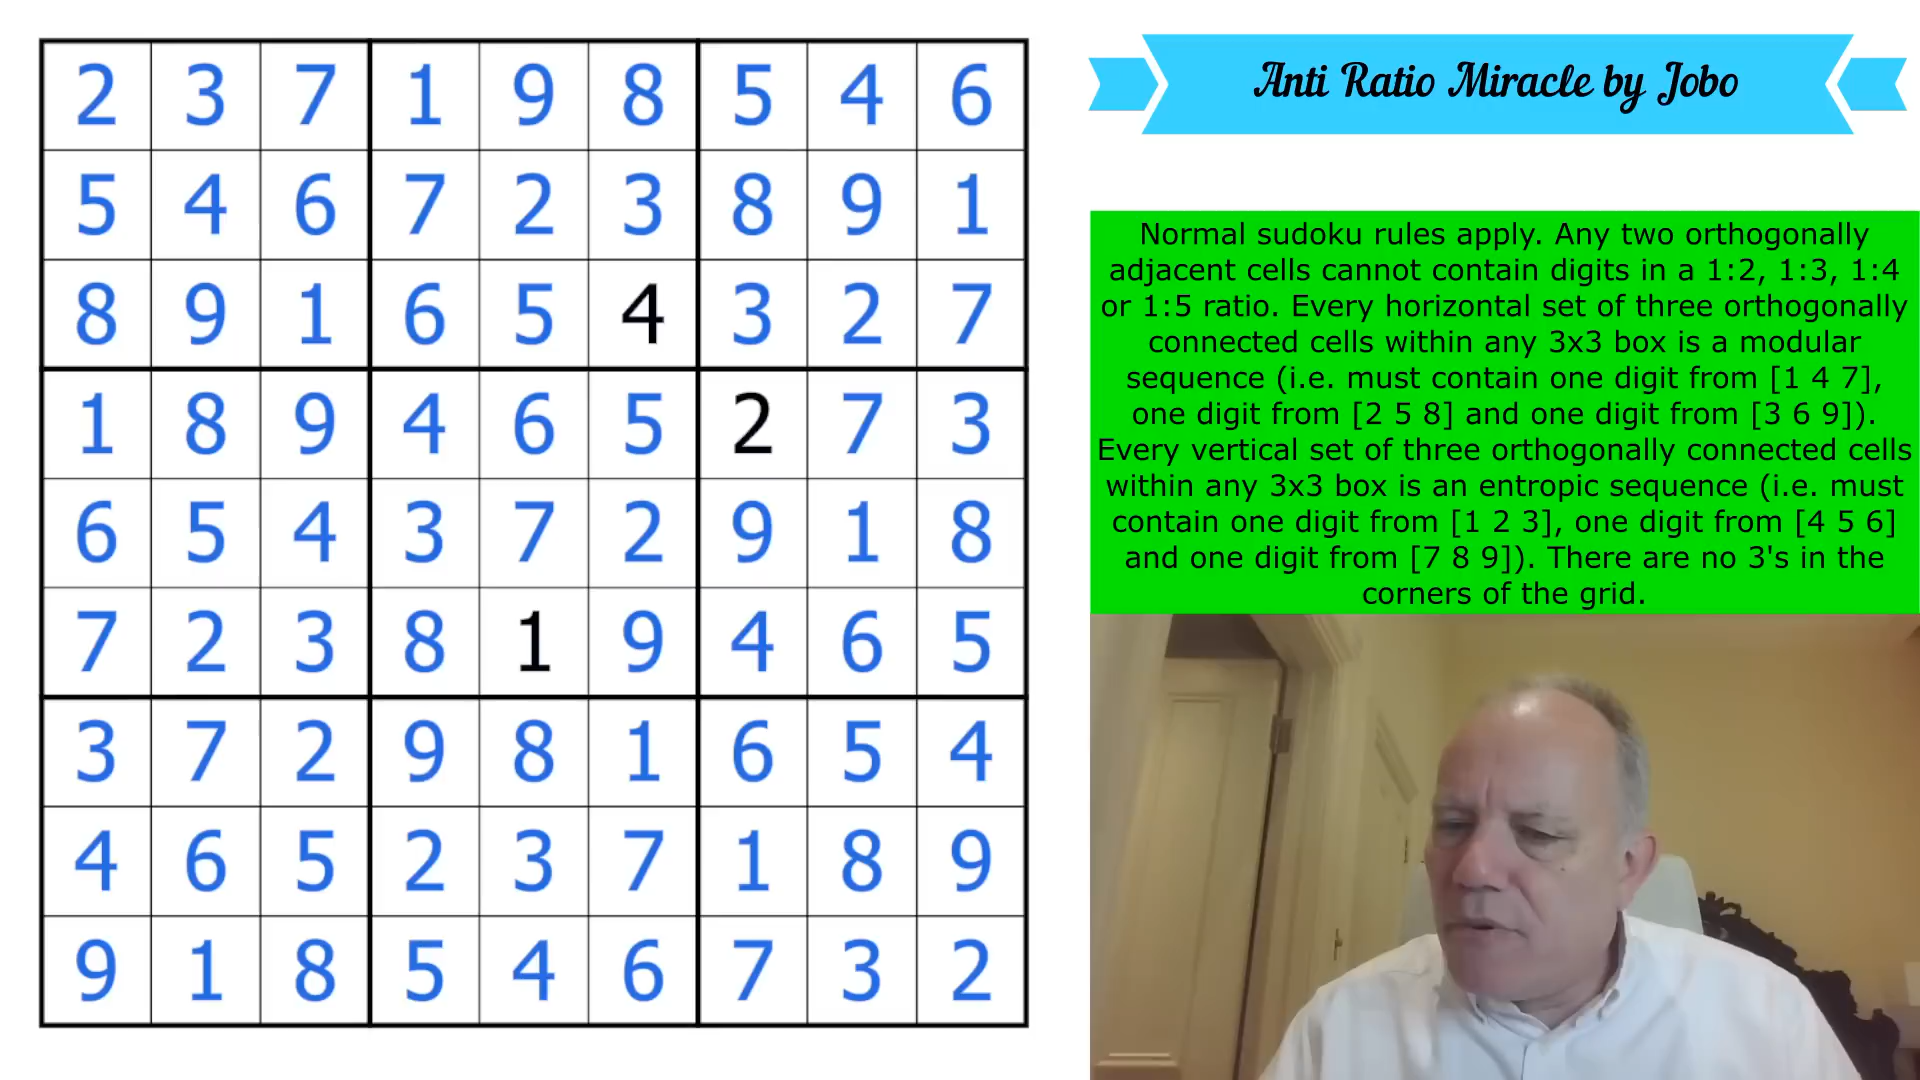 2 3 7 1 9 8 5 4 6
5 4 6 7 2 3 8 9 1
8 9 1 6 5 4 3 2 7
1 8 9 4 6 5 2 7 3
6 5 4 3 7 2 9 1 8
7 2 3 8 1 9 4 6 5
3 7 2 9 8 1 6 5 4
4 6 5 2 3 7 1 8 9
9 1 8 5 4 6 7 3 2
Anti Ratio Miracle by Jobo
Normal sudoku rules apply. Any two orthogonally
adjacent cells cannot contain digits in a 1:2, 1:3, 1:4
or 1:5 ratio. Every horizontal set of three orthogonally
connected cells within any 3x3 box is a modular
sequence (i.e. must contain one digit from [1 4 7],
one digit from [2 5 8] and one digit from [3 6 9]).
Every vertical set of three orthogonally connected cells
within any 3x3 box is an entropic sequence (i.e. must
contain one digit from [1 2 3], one digit from [4 5 6]
and one digit from [7 8 9]). There are no 3's in the
corners of the grid.